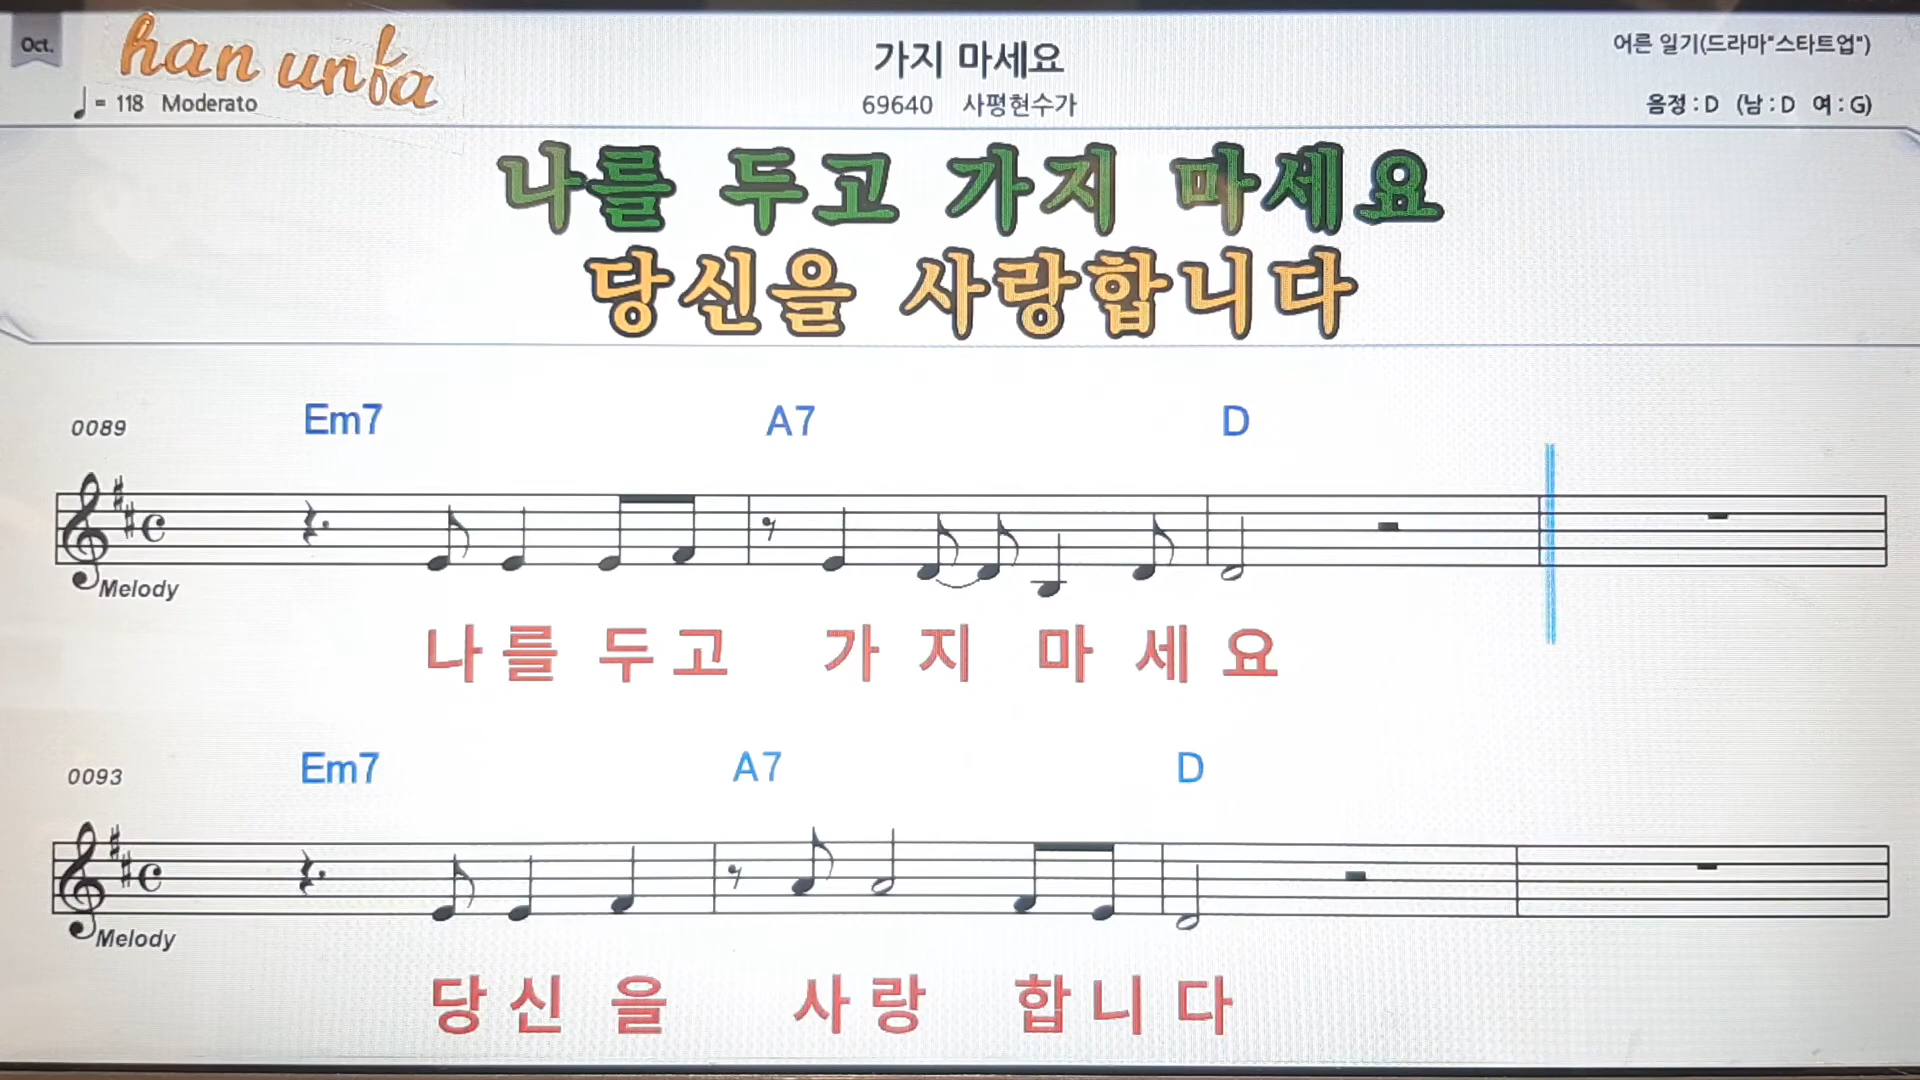 Oct.
han unfa
가지 마세요
어른 일기(드라마"스타트업")
♩ = 118 Moderato
69640 사평현수가
음정 : D (남 : D 여 : G)
나를 두고 가지 마세요
당신을 사랑합니다
0089 Em7 A7 D
Melody
나 를 두 고 가 지 마 세 요
0093 Em7 A7 D
Melody
당 신 을 사 랑 합 니 다